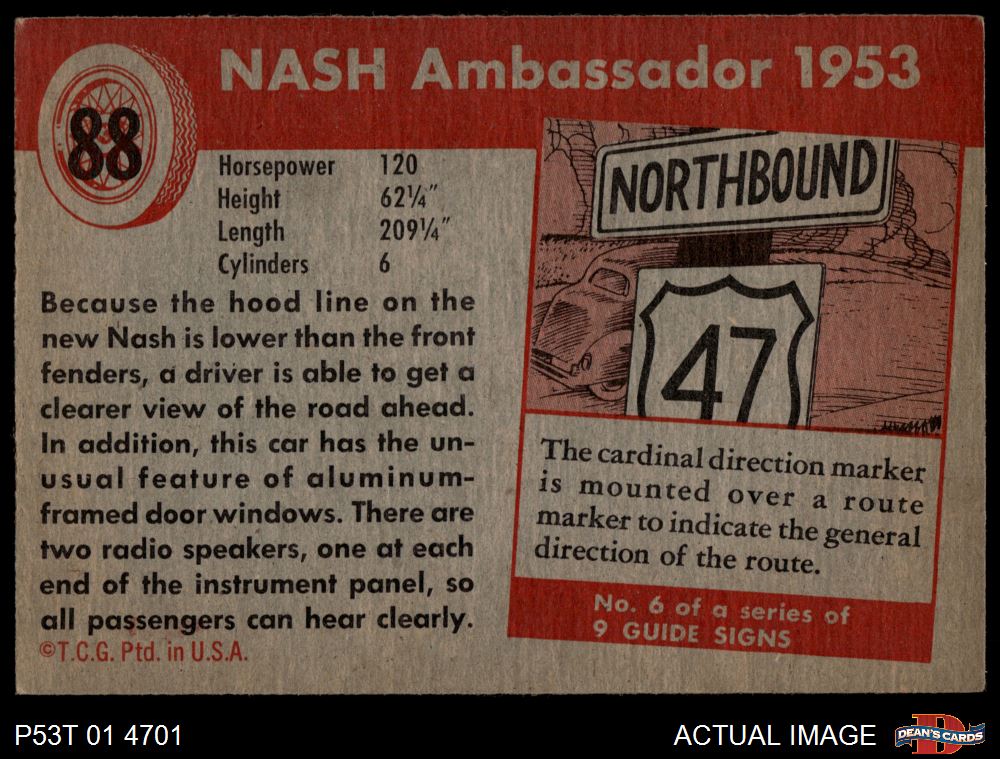 88
NASH Ambassador 1953
Horsepower 120
Height 62¼"
Length 209¼"
Cylinders 6
Because the hood line on the
new Nash is lower than the front
fenders, a driver is able to get a
clearer view of the road ahead.
In addition, this car has the un-
usual feature of aluminum-
framed door windows. There are
two radio speakers, one at each
end of the instrument panel, so
all passengers can hear clearly.
©T.C.G. Ptd. in U.S.A.
NORTHBOUND
47
The cardinal direction marker
is mounted over a route
marker to indicate the general
direction of the route.
No. 6 of a series of
9 GUIDE SIGNS
P53T 01 4701
ACTUAL IMAGE
D
DEAN'S CARDS